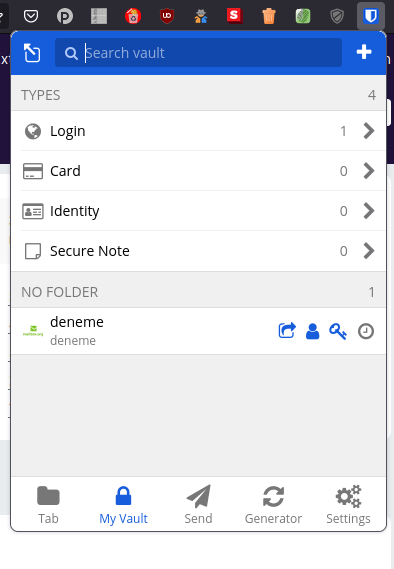 Search vault
TYPES 4
Login 1
Card 0
Identity 0
Secure Note 0
NO FOLDER 1
deneme
deneme
Tab My Vault Send Generator Settings